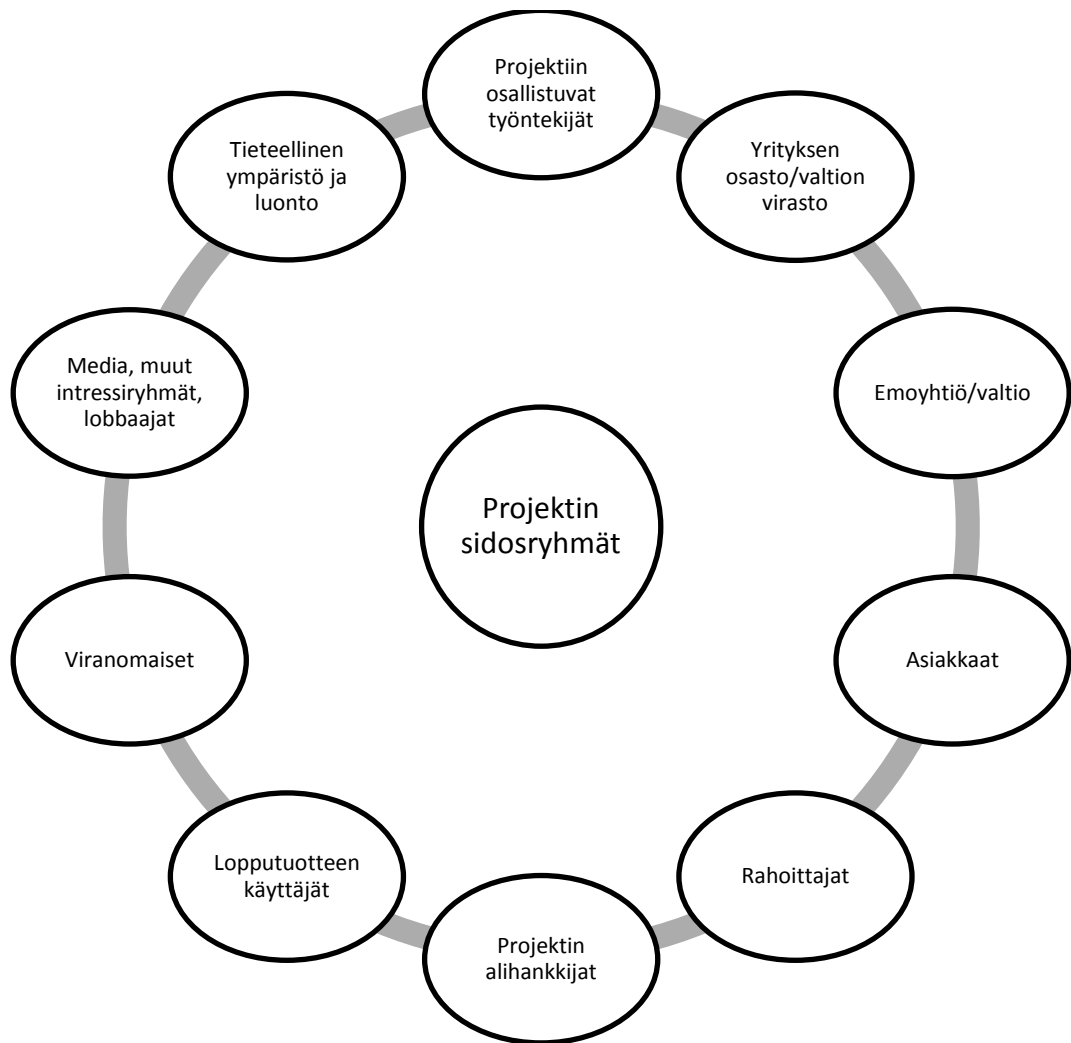 Projektiin
osallistuvat
työntekijät
Yrityksen
osasto/valtion
virasto
Emoyhtiö/valtio
Asiakkaat
Rahoittajat
Projektin
alihankkijat
Lopputuotteen
käyttäjät
Viranomaiset
Media, muut
intressiryhmät,
lobbaajat
Tieteellinen
ympäristö ja
luonto
Projektin
sidosryhmät